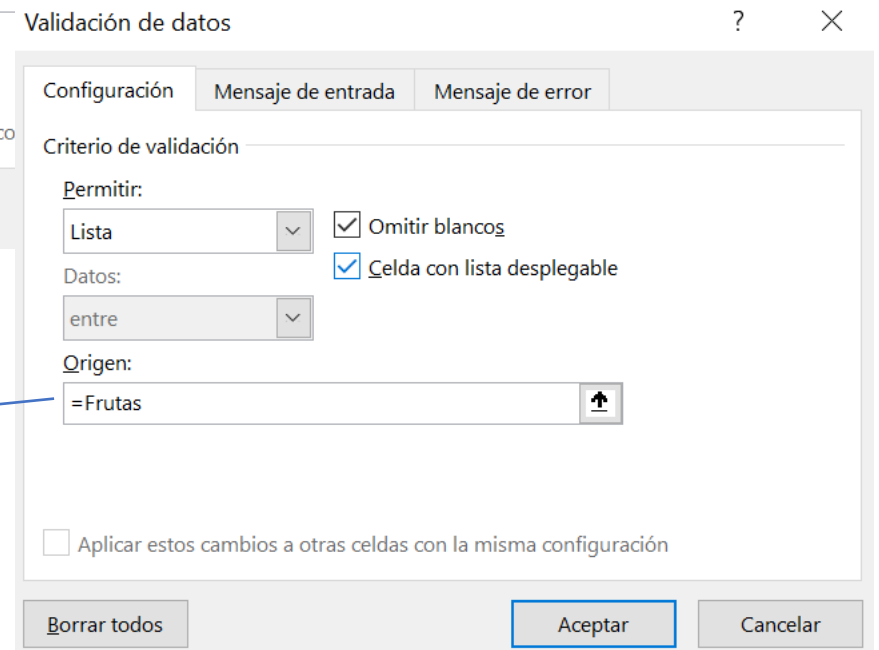 Validación de datos ?
Configuración Mensaje de entrada Mensaje de error
co
Criterio de validación
Permitir:
Lista Omitir blancos
Celda con lista desplegable
Datos:
entre
Origen:
=Frutas
Aplicar estos cambios a otras celdas con la misma configuración
Borrar todos Aceptar Cancelar